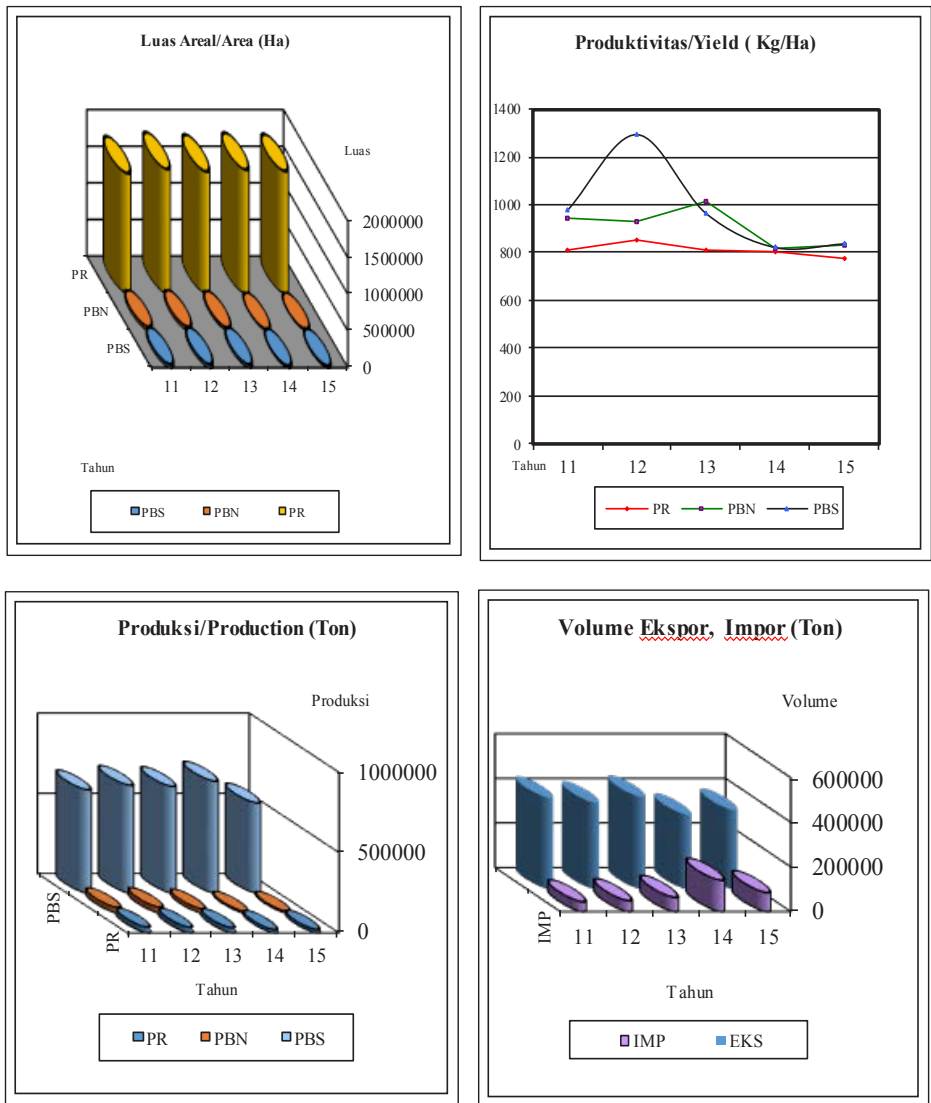 Luas Areal/Area (Ha)
Luas
2000000
1500000
1000000
500000
0
PR
PBN
PBS
11 12 13 14 15
Tahun
PBS PBN PR
Produktivitas/Yield ( Kg/Ha)
1400
1200
1000
800
600
400
200
0
Tahun 11 12 13 14 15
PR PBN PBS
Produksi/Production (Ton)
Produksi
1000000
500000
0
PBS
PR
11 12 13 14 15
Tahun
PR PBN PBS
Volume Ekspor, Impor (Ton)
Volume
600000
400000
200000
0
IMP
11 12 13 14 15
Tahun
IMP EKS